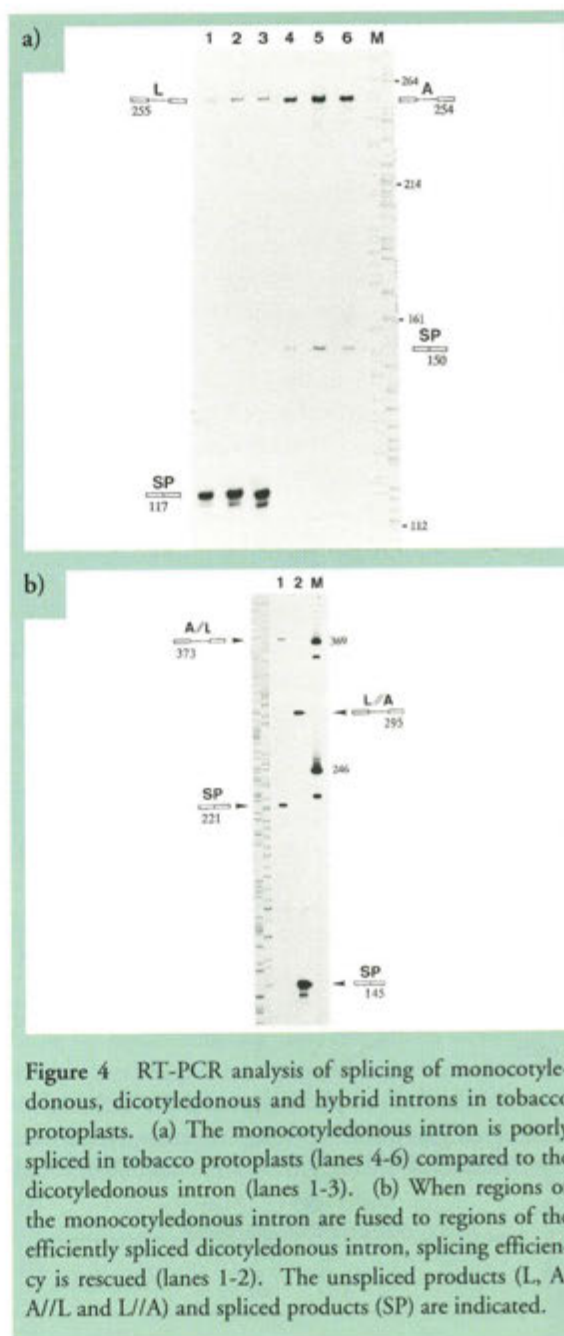 a)
1 2 3 4 5 6 M
L
255
A
254
264
214
161
SP
150
SP
117
112
b)
1 2 M
A/L
373
369
L//A
295
246
SP
221
SP
145
Figure 4 RT-PCR analysis of splicing of monocotyle-
donous, dicotyledonous and hybrid introns in tobacco
protoplasts. (a) The monocotyledonous intron is poorly
spliced in tobacco protoplasts (lanes 4-6) compared to the
dicotyledonous intron (lanes 1-3). (b) When regions o
the monocotyledonous intron are fused to regions of the
efficiently spliced dicotyledonous intron, splicing efficien-
cy is rescued (lanes 1-2). The unspliced products (L, A
A//L and L//A) and spliced products (SP) are indicated.